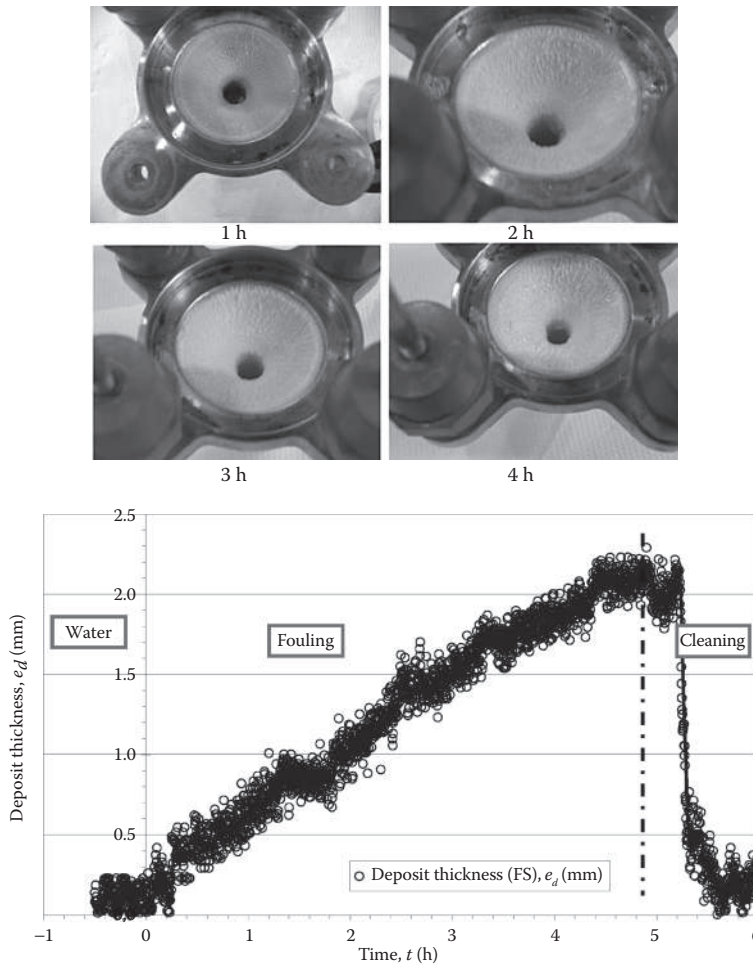 1 h
2 h
3 h
4 h
Deposit thickness, e_d (mm)
2.5
2.0
1.5
1.0
0.5
Water
Fouling
Cleaning
Deposit thickness (FS), e_d (mm)
−1
0
1
2
3
4
5
6
Time, t (h)